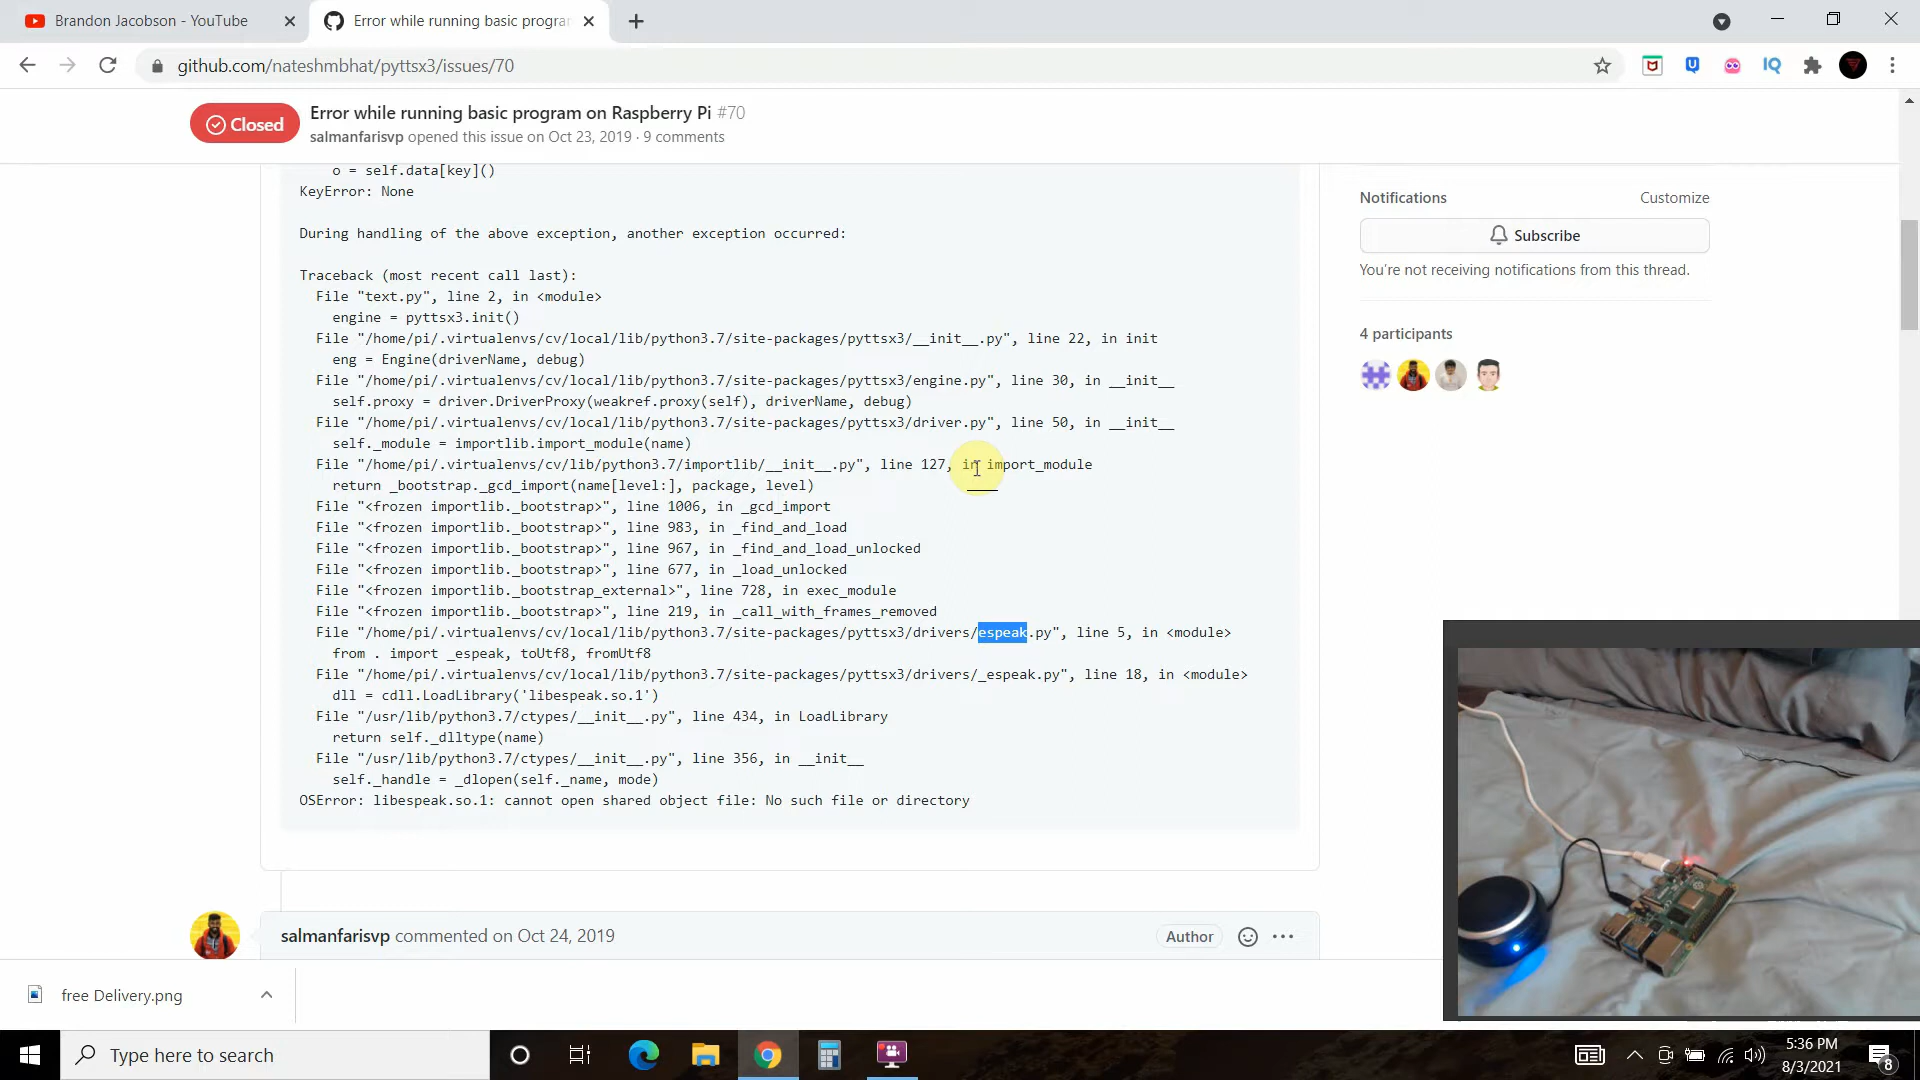 Brandon Jacobson - YouTube
Error while running basic progra
github.com/nateshmbhat/pyttsx3/issues/70
IQ
Closed
Error while running basic program on Raspberry Pi #70
salmanfarisvp opened this issue on Oct 23, 2019 · 9 comments
o = self.data[key]()
KeyError: None
During handling of the above exception, another exception occurred:
Traceback (most recent call last):
File "text.py", line 2, in <module>
engine = pyttsx3.init()
File "/home/pi/.virtualenvs/cv/local/lib/python3.7/site-packages/pyttsx3/__init__.py", line 22, in init
eng = Engine(driverName, debug)
File "/home/pi/.virtualenvs/cv/local/lib/python3.7/site-packages/pyttsx3/engine.py", line 30, in __init__
self.proxy = driver.DriverProxy(weakref.proxy(self), driverName, debug)
File "/home/pi/.virtualenvs/cv/local/lib/python3.7/site-packages/pyttsx3/driver.py", line 50, in __init__
self._module = importlib.import_module(name)
File "/home/pi/.virtualenvs/cv/lib/python3.7/importlib/__init__.py", line 127, in import_module
return _bootstrap._gcd_import(name[level:], package, level)
File "<frozen importlib._bootstrap>", line 1006, in _gcd_import
File "<frozen importlib._bootstrap>", line 983, in _find_and_load
File "<frozen importlib._bootstrap>", line 967, in _find_and_load_unlocked
File "<frozen importlib._bootstrap>", line 677, in _load_unlocked
File "<frozen importlib._bootstrap_external>", line 728, in exec_module
File "<frozen importlib._bootstrap>", line 219, in _call_with_frames_removed
File "/home/pi/.virtualenvs/cv/local/lib/python3.7/site-packages/pyttsx3/drivers/espeak.py", line 5, in <module>
from . import _espeak, toUtf8, fromUtf8
File "/home/pi/.virtualenvs/cv/local/lib/python3.7/site-packages/pyttsx3/drivers/_espeak.py", line 18, in <module>
dll = cdll.LoadLibrary('libespeak.so.1')
File "/usr/lib/python3.7/ctypes/__init__.py", line 434, in LoadLibrary
return self._dlltype(name)
File "/usr/lib/python3.7/ctypes/__init__.py", line 356, in __init__
self._handle = _dlopen(self._name, mode)
OSError: libespeak.so.1: cannot open shared object file: No such file or directory
Notifications
Customize
Subscribe
You're not receiving notifications from this thread.
4 participants
salmanfarisvp commented on Oct 24, 2019
Author
free Delivery.png
Type here to search
5:36 PM
8/3/2021
8